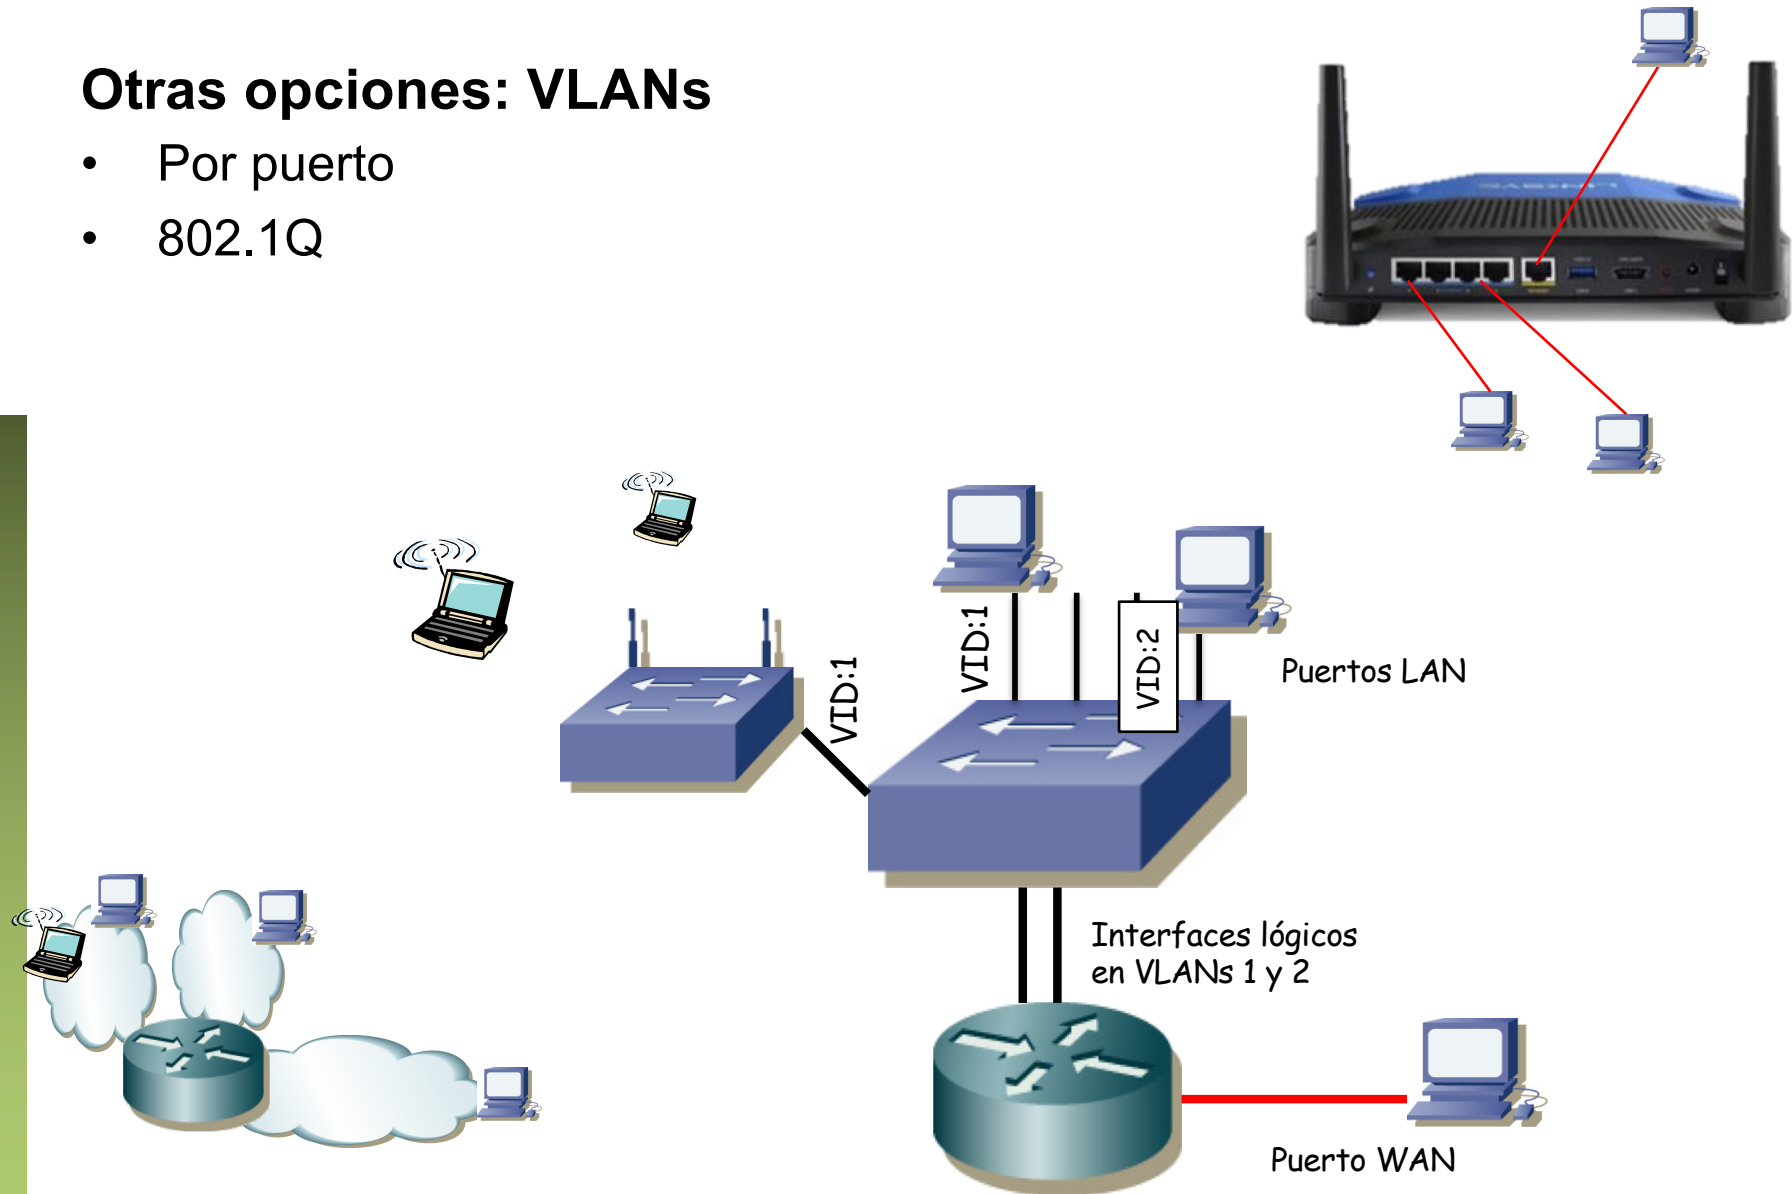 Otras opciones: VLANs
• Por puerto
• 802.1Q
LINKSYS
VID:1
VID:1
VID:2
Puertos LAN
Interfaces lógicos
en VLANs 1 y 2
Puerto WAN